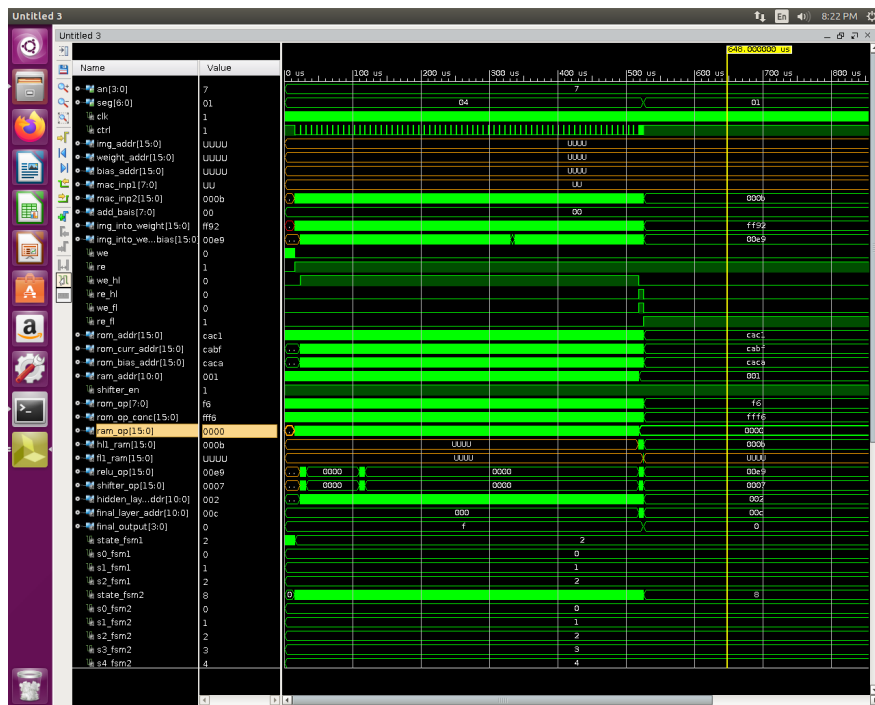 Untitled 3
En
8:22 PM
Untitled 3
648.000000 us
Name Value
0 us 100 us 200 us 300 us 400 us 500 us 600 us 700 us 800 us
an[3:0] 7 7
seg[6:0] 01 04 01
clk 1
ctrl 1
img_addr[15:0] UUUU UUUU
weight_addr[15:0] UUUU UUUU
bias_addr[15:0] UUUU UUUU
mac_inp1[7:0] UU UU
mac_inp2[15:0] 000b 000b
add_bais[7:0] 00 00
img_into_weight[15:0] ff92 ff92
img_into_we...bias[15:0] 00e9 00e9
we 0
re 1
we_hl 0
re_hl 0
we_fl 0
re_fl 1
rom_addr[15:0] cac1 cac1
rom_curr_addr[15:0] cabf cabf
rom_bias_addr[15:0] caca caca
ram_addr[10:0] 001 001
shifter_en 1
rom_op[7:0] f6 f6
rom_op_conc[15:0] fff6 fff6
ram_op[15:0] 0000 0000
hl1_ram[15:0] 000b UUUU 000b
fl1_ram[15:0] UUUU UUUU UUUU
relu_op[15:0] 00e9 0000 0000 00e9
shifter_op[15:0] 0007 0000 0000 0007
hidden_lay...ddr[10:0] 002 002
final_layer_addr[10:0] 00c 000 00c
final_output[3:0] 0 f 0
state_fsm1 2 2
s0_fsm1 0 0
s1_fsm1 1 1
s2_fsm1 2 2
state_fsm2 8 0 8
s0_fsm2 0 0
s1_fsm2 1 1
s2_fsm2 2 2
s3_fsm2 3 3
s4_fsm2 4 4